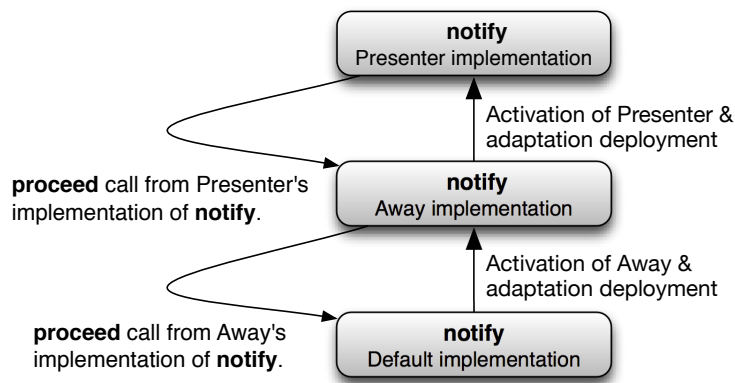 notify
Presenter implementation
Activation of Presenter &
adaptation deployment
proceed call from Presenter's
implementation of notify.
notify
Away implementation
Activation of Away &
adaptation deployment
proceed call from Away's
implementation of notify.
notify
Default implementation